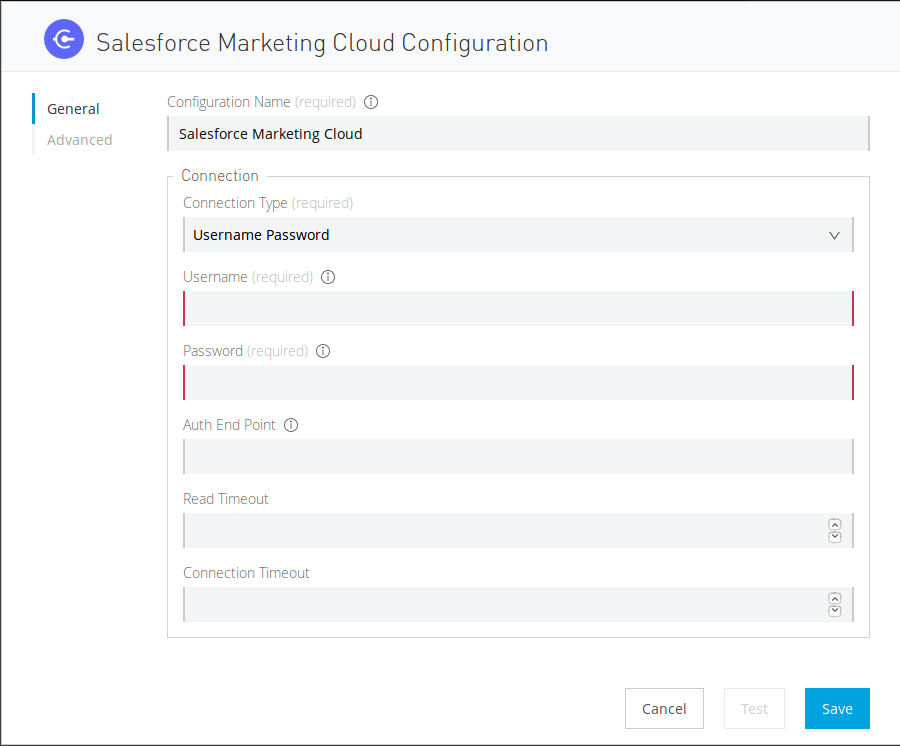 Salesforce Marketing Cloud Configuration
General
Advanced
Configuration Name (required)
Salesforce Marketing Cloud
Connection
Connection Type (required)
Username Password
Username (required)
Password (required)
Auth End Point
Read Timeout
Connection Timeout
Cancel Test Save